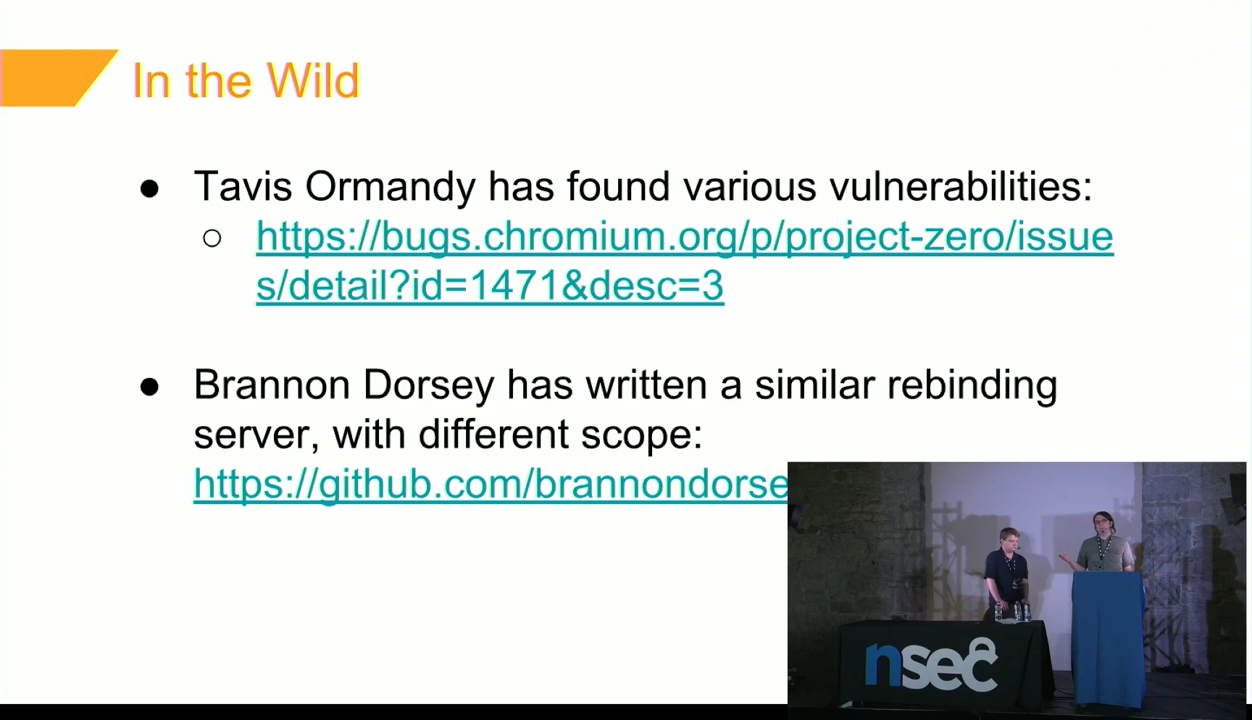 In the Wild
● Tavis Ormandy has found various vulnerabilities:
○ https://bugs.chromium.org/p/project-zero/issue
s/detail?id=1471&desc=3
● Brannon Dorsey has written a similar rebinding
server, with different scope:
https://github.com/brannondorse
nsec